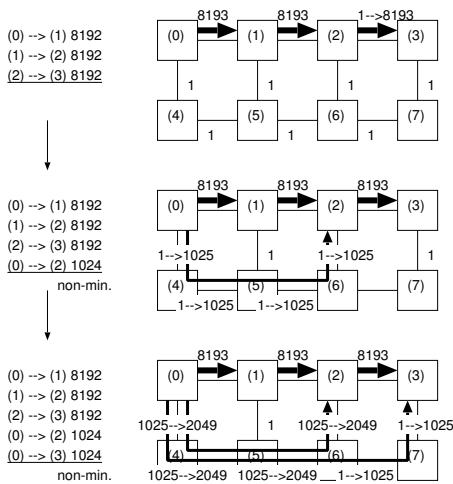 8193 8193 1-->8193
(0) --> (1) 8192 (0) (1) (2) (3)
(1) --> (2) 8192
(2) --> (3) 8192
1 1 1 1
(4) (5) (6) (7)
1 1 1
8193 8193 8193
(0) --> (1) 8192 (0) (1) (2) (3)
(1) --> (2) 8192
(2) --> (3) 8192
1-->1025 1 1-->1025 1
(0) --> (2) 1024
non-min. (4) (5) (6) (7)
1-->1025 1-->1025
8193 8193 8193
(0) --> (1) 8192 (0) (1) (2) (3)
(1) --> (2) 8192
(2) --> (3) 8192
1025-->2049 1 1025-->2049 1-->1025
(0) --> (2) 1024
(0) --> (3) 1024 (4) (5) (6) (7)
non-min. 1025-->2049 1025-->2049 1-->1025